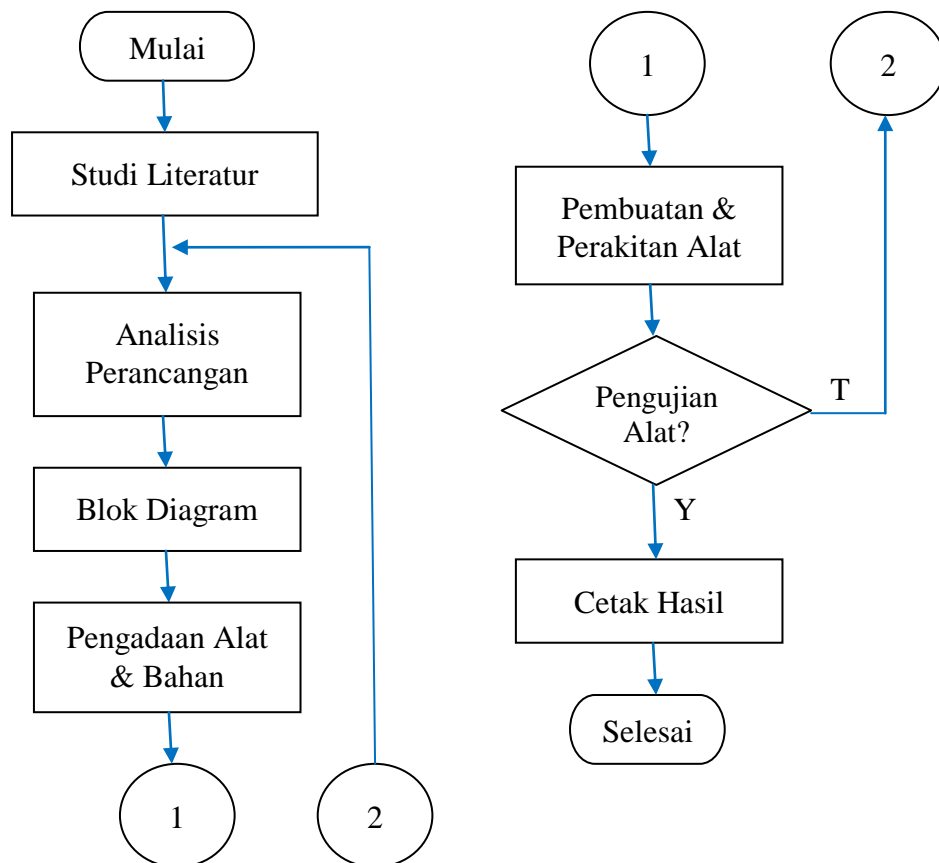 Mulai
Studi Literatur
Analisis
Perancangan
Blok Diagram
Pengadaan Alat
& Bahan
1
2
1
2
Pembuatan &
Perakitan Alat
Pengujian
Alat?
T
Y
Cetak Hasil
Selesai